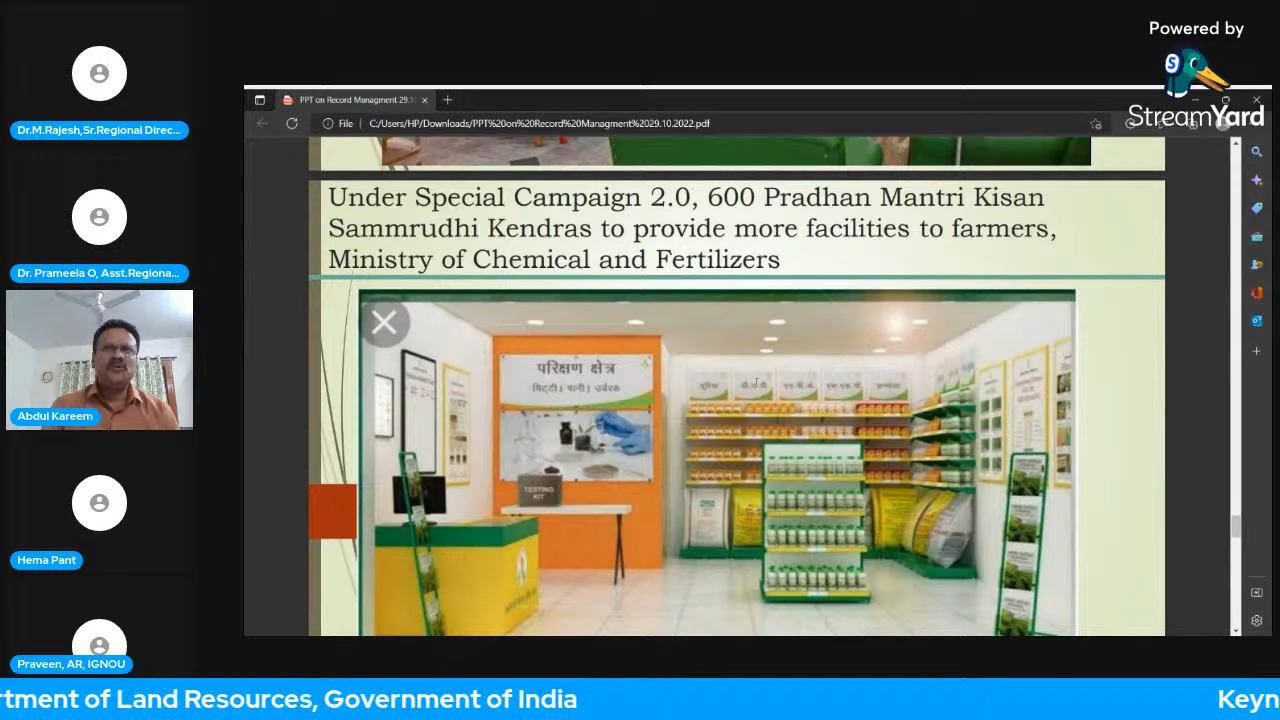 Powered by
StreamYard
Dr.M.Rajesh,Sr.Regional Direc...
Dr. Prameela O, Asst.Regiona...
Abdul Kareem
Hema Pant
Praveen, AR, IGNOU
PPT on Record Managment 29.1
File
C:/Users/HP/Downloads/PPT%20on%20Record%20Managment%2029.10.2022.pdf
Under Special Campaign 2.0, 600 Pradhan Mantri Kisan
Sammrudhi Kendras to provide more facilities to farmers,
Ministry of Chemical and Fertilizers
परिक्षण क्षेत्र
मिट्टी। पानी। उर्वरक
TESTING
KIT
rtment of Land Resources, Government of India
Keyn